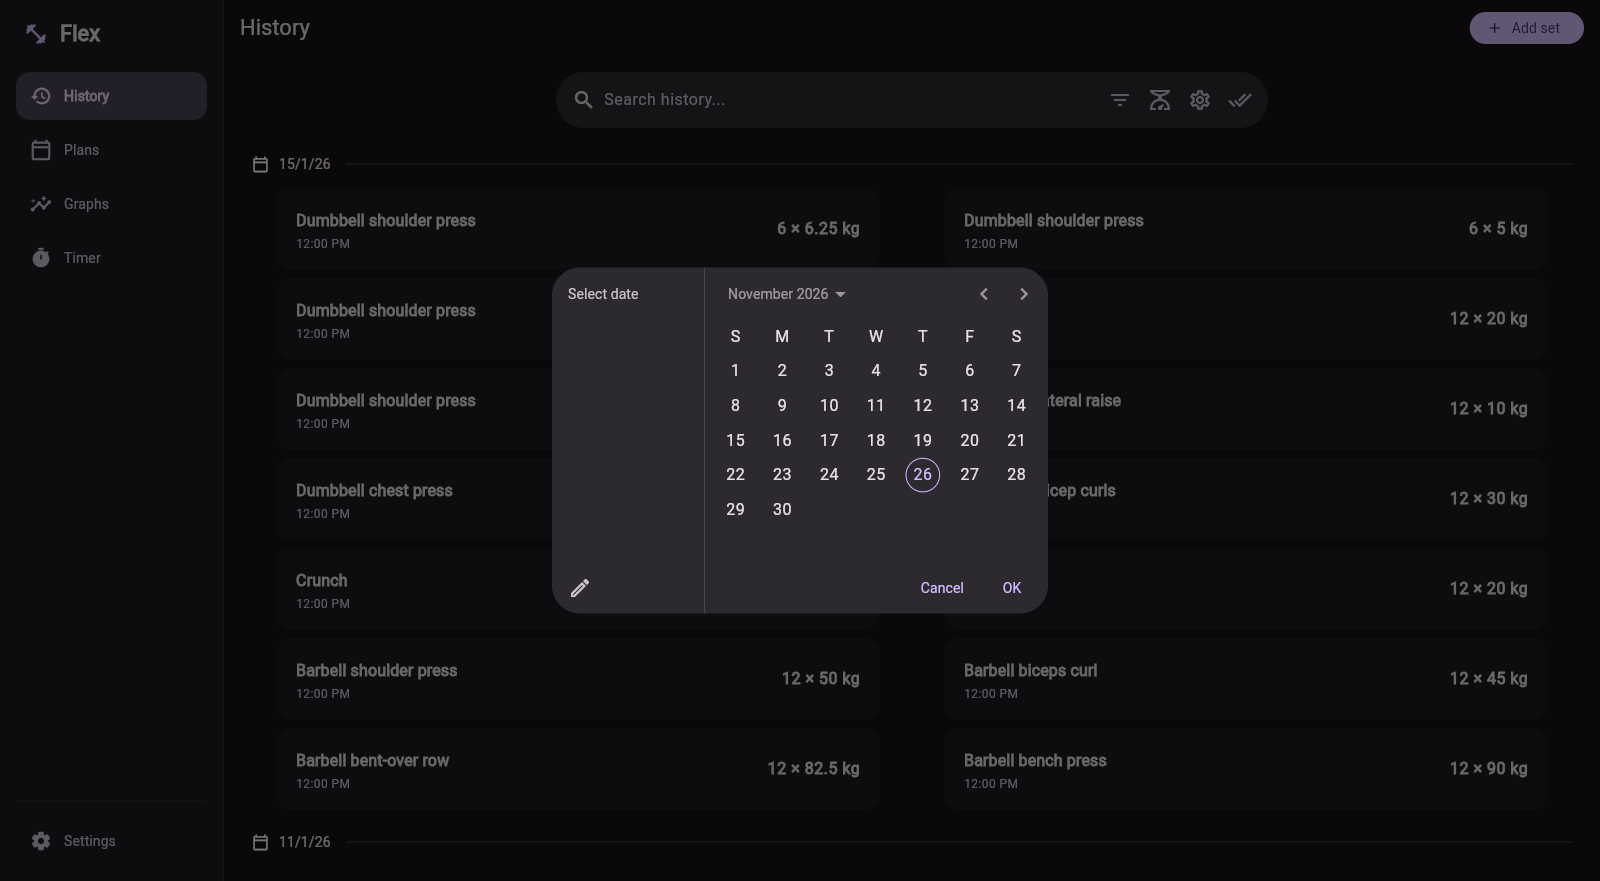 Flex
History
Plans
Graphs
Timer
Settings
History
Add set
Search history...
15/1/26
Dumbbell shoulder press
12:00 PM
6 × 6.25 kg
Dumbbell shoulder press
12:00 PM
6 × 5 kg
Dumbbell shoulder press
12:00 PM
12 × 20 kg
Dumbbell shoulder press
12:00 PM
raise
12 × 10 kg
Dumbbell chest press
12:00 PM
curls
12 × 30 kg
Crunch
12:00 PM
12 × 20 kg
Barbell shoulder press
12:00 PM
12 × 50 kg
Barbell biceps curl
12:00 PM
12 × 45 kg
Barbell bent-over row
12:00 PM
12 × 82.5 kg
Barbell bench press
12:00 PM
12 × 90 kg
11/1/26
Select date
November 2026
S M T W T F S
1 2 3 4 5 6 7
8 9 10 11 12 13 14
15 16 17 18 19 20 21
22 23 24 25 26 27 28
29 30
Cancel OK